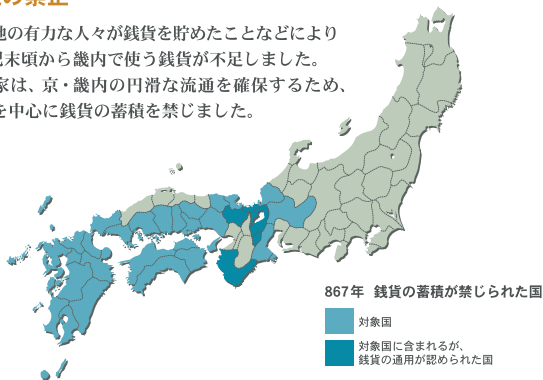 の禁止
地の有力な人々が銭貨を貯めたことなどにより
紀末頃から畿内で使う銭貨が不足しました。
家は、京・畿内の円滑な流通を確保するため、
を中心に銭貨の蓄積を禁じました。
867年 銭貨の蓄積が禁じられた国
対象国
対象国に含まれるが、
銭貨の通用が認められた国